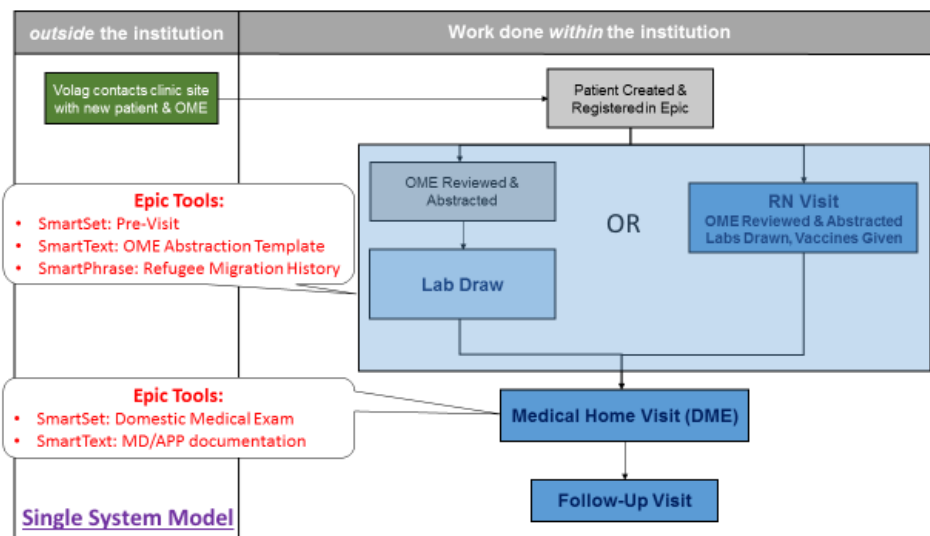 outside the institution
Work done within the institution
Volag contacts clinic site
with new patient & OME
Patient Created &
Registered in Epic
OME Reviewed &
Abstracted
OR
RN Visit
OME Reviewed & Abstracted
Labs Drawn, Vaccines Given
Epic Tools:
• SmartSet: Pre-Visit
• SmartText: OME Abstraction Template
• SmartPhrase: Refugee Migration History
Lab Draw
Epic Tools:
• SmartSet: Domestic Medical Exam
• SmartText: MD/APP documentation
Medical Home Visit (DME)
Follow-Up Visit
Single System Model